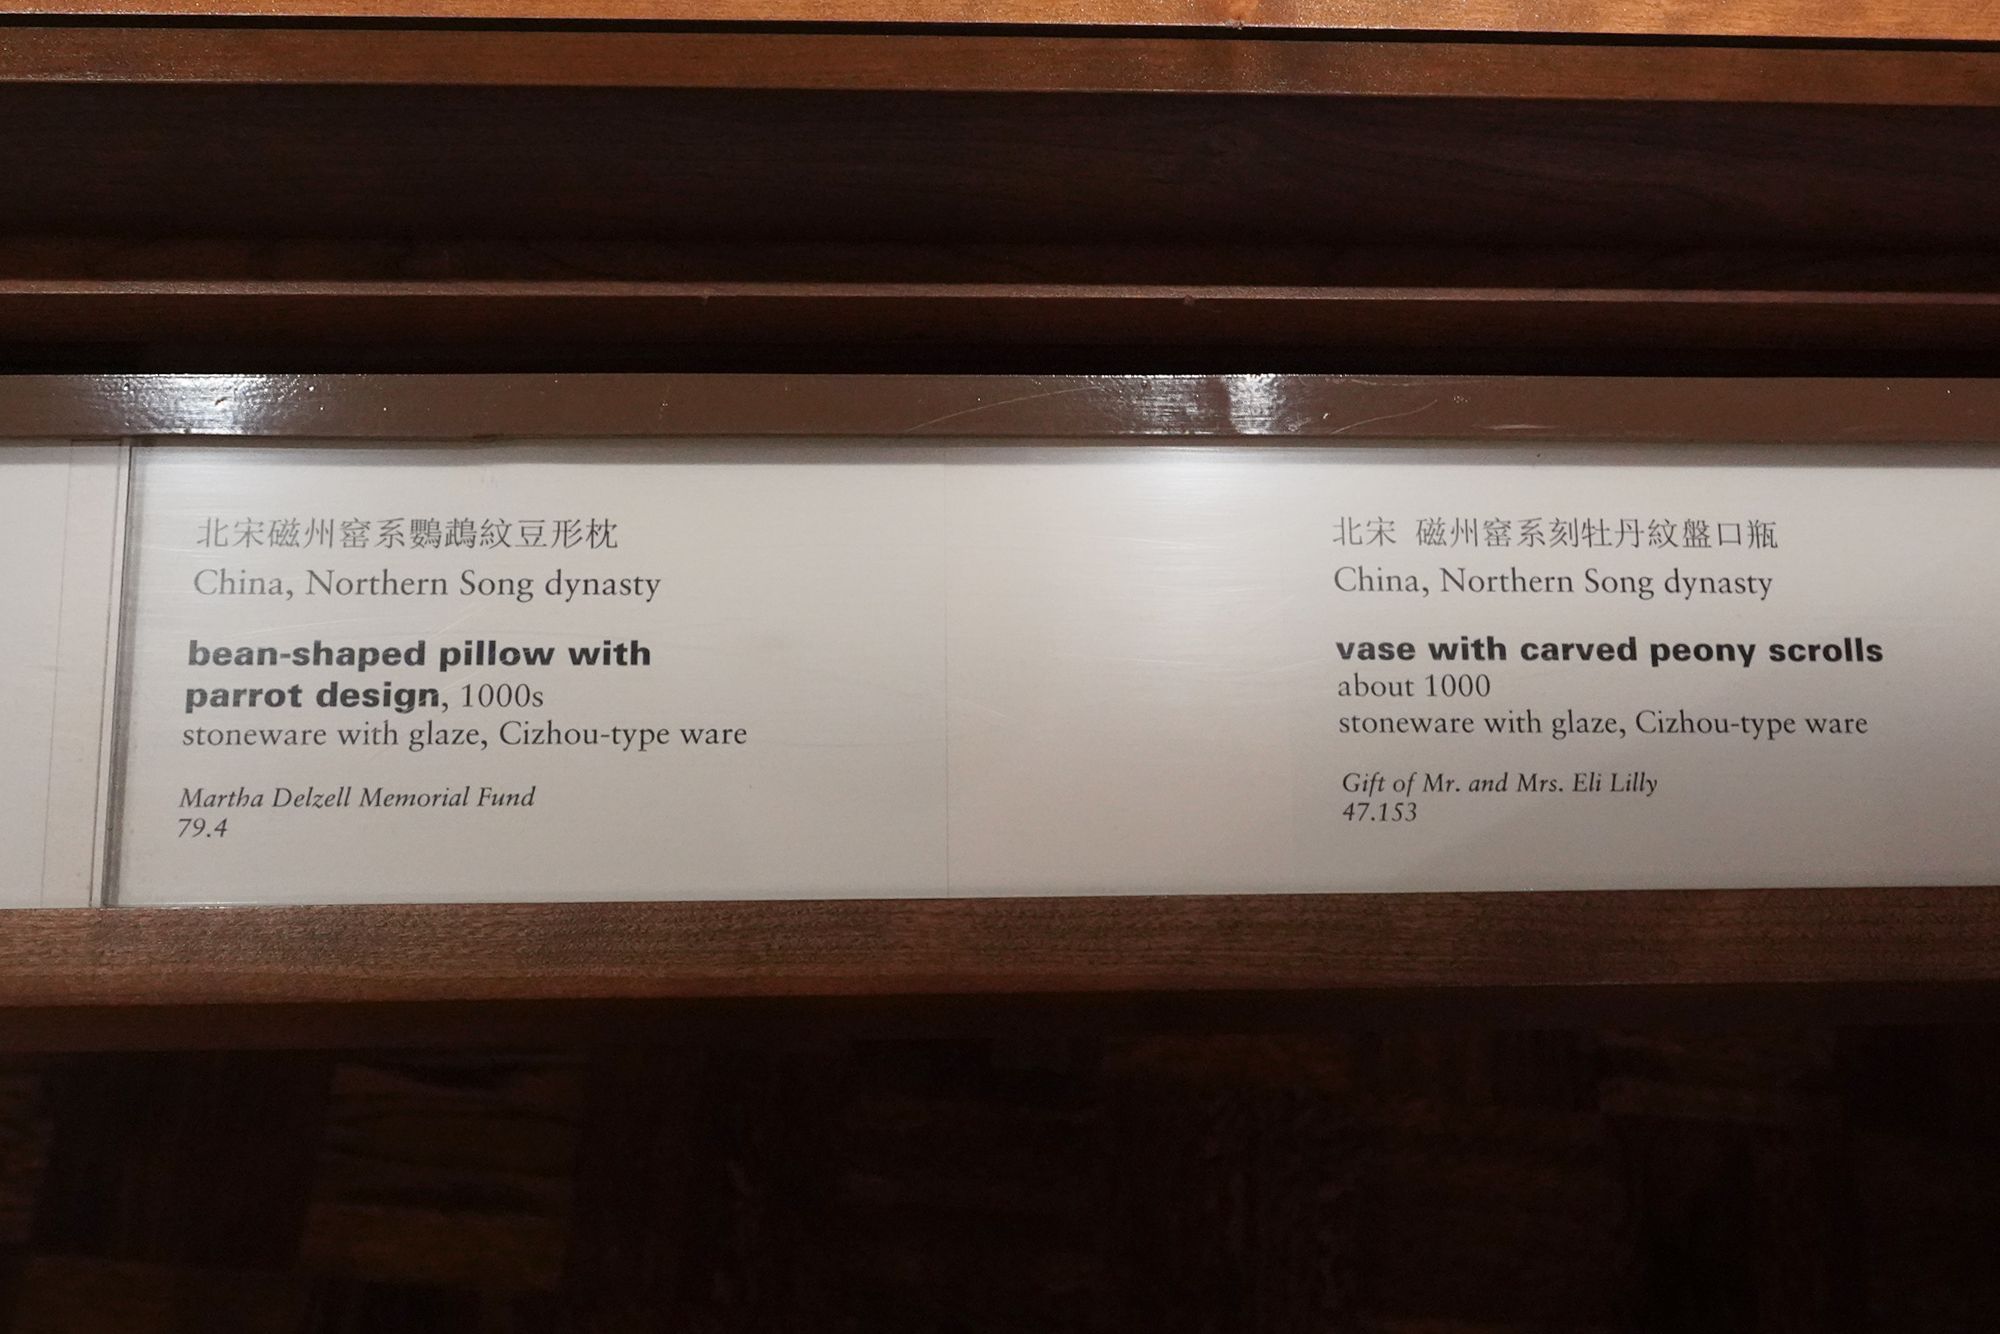 北宋磁州窰系鸚鵡紋豆形枕
China, Northern Song dynasty
bean-shaped pillow with
parrot design, 1000s
stoneware with glaze, Cizhou-type ware
Martha Delzell Memorial Fund
79.4
北宋 磁州窰系刻牡丹紋盤口瓶
China, Northern Song dynasty
vase with carved peony scrolls
about 1000
stoneware with glaze, Cizhou-type ware
Gift of Mr. and Mrs. Eli Lilly
47.153